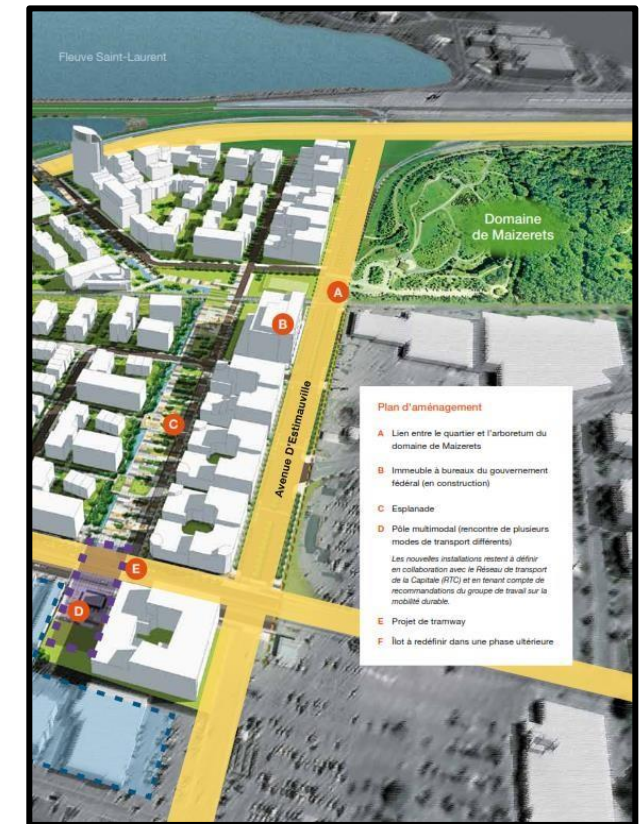 Fleuve Saint-Laurent
Domaine
de Maizerets
A
B
Avenue D'Estimauville
C
E
D
Plan d'aménagement
A Lien entre le quartier et l'arboretum du
domaine de Maizerets
B Immeuble à bureaux du gouvernement
fédéral (en construction)
C Esplanade
D Pôle multimodal (rencontre de plusieurs
modes de transport différents)
Les nouvelles installations restent à définir
en collaboration avec le Réseau de transport
de la Capitale (RTC) et en tenant compte de
recommandations du groupe de travail sur la
mobilité durable.
E Projet de tramway
F Îlot à redéfinir dans une phase ultérieure